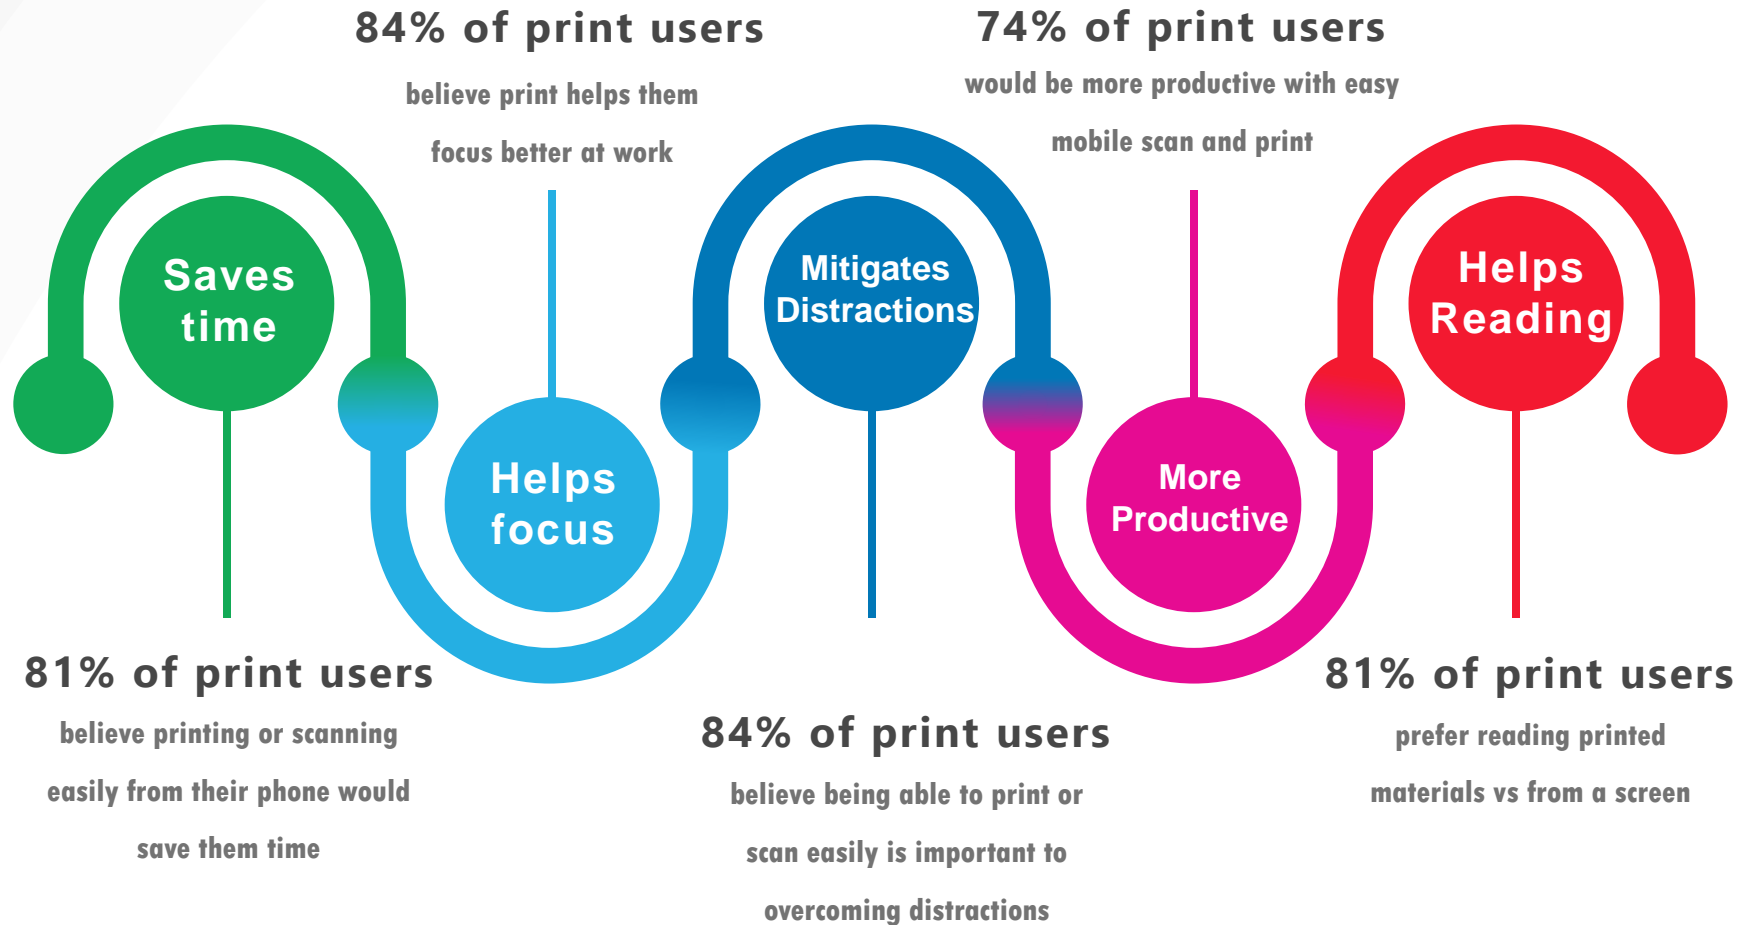 84% of print users
believe print helps them
focus better at work
74% of print users
would be more productive with easy
mobile scan and print
Saves
time
Helps
focus
Mitigates
Distractions
More
Productive
Helps
Reading
81% of print users
believe printing or scanning
easily from their phone would
save them time
84% of print users
believe being able to print or
scan easily is important to
overcoming distractions
81% of print users
prefer reading printed
materials vs from a screen